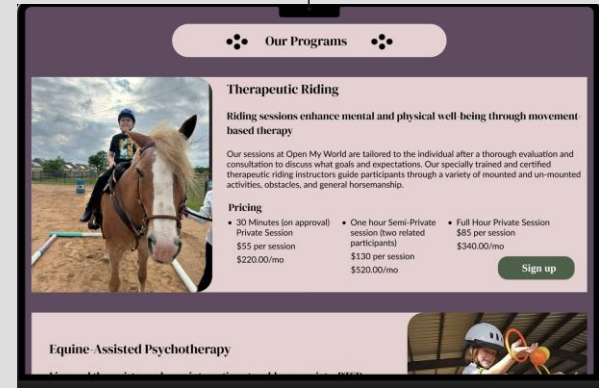 Our Programs
Therapeutic Riding
Riding sessions enhance mental and physical well-being through movement-
based therapy
Our sessions at Open My World are tailored to the individual after a thorough evaluation and
consultation to discuss what goals and expectations. Our specially trained and certified
therapeutic riding instructors guide participants through a variety of mounted and un-mounted
activities, obstacles, and general horsemanship.
Pricing
• 30 Minutes (on approval)
Private Session
$55 per session
$220.00/mo
• One hour Semi-Private
session (two related
participants)
$130 per session
$520.00/mo
• Full Hour Private Session
$85 per session
$340.00/mo
Sign up
Equine-Assisted Psychotherapy